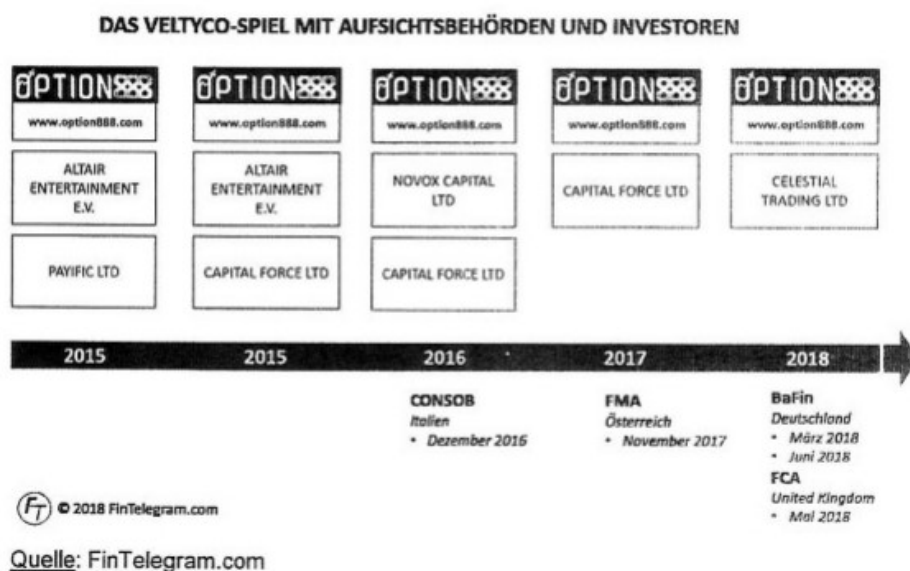 DAS VELTYCO-SPIEL MIT AUFSICHTSBEHÖRDEN UND INVESTOREN
OPTION888
www.option888.com
ALTAIR
ENTERTAINMENT
E.V.
PAYIFIC LTD
OPTION888
www.option888.com
ALTAIR
ENTERTAINMENT
E.V.
CAPITAL FORCE LTD
OPTION888
www.option888.com
NOVOX CAPITAL
LTD
CAPITAL FORCE LTD
OPTION888
www.option888.com
CAPITAL FORCE LTD
OPTION888
www.option888.com
CELESTIAL
TRADING LTD
2015 2015 2016 2017 2018
CONSOB
Italien
• Dezember 2016
FMA
Österreich
• November 2017
BaFin
Deutschland
• März 2018
• Juni 2018
FCA
United Kingdom
• Mai 2018
FT © 2018 FinTelegram.com
Quelle: FinTelegram.com